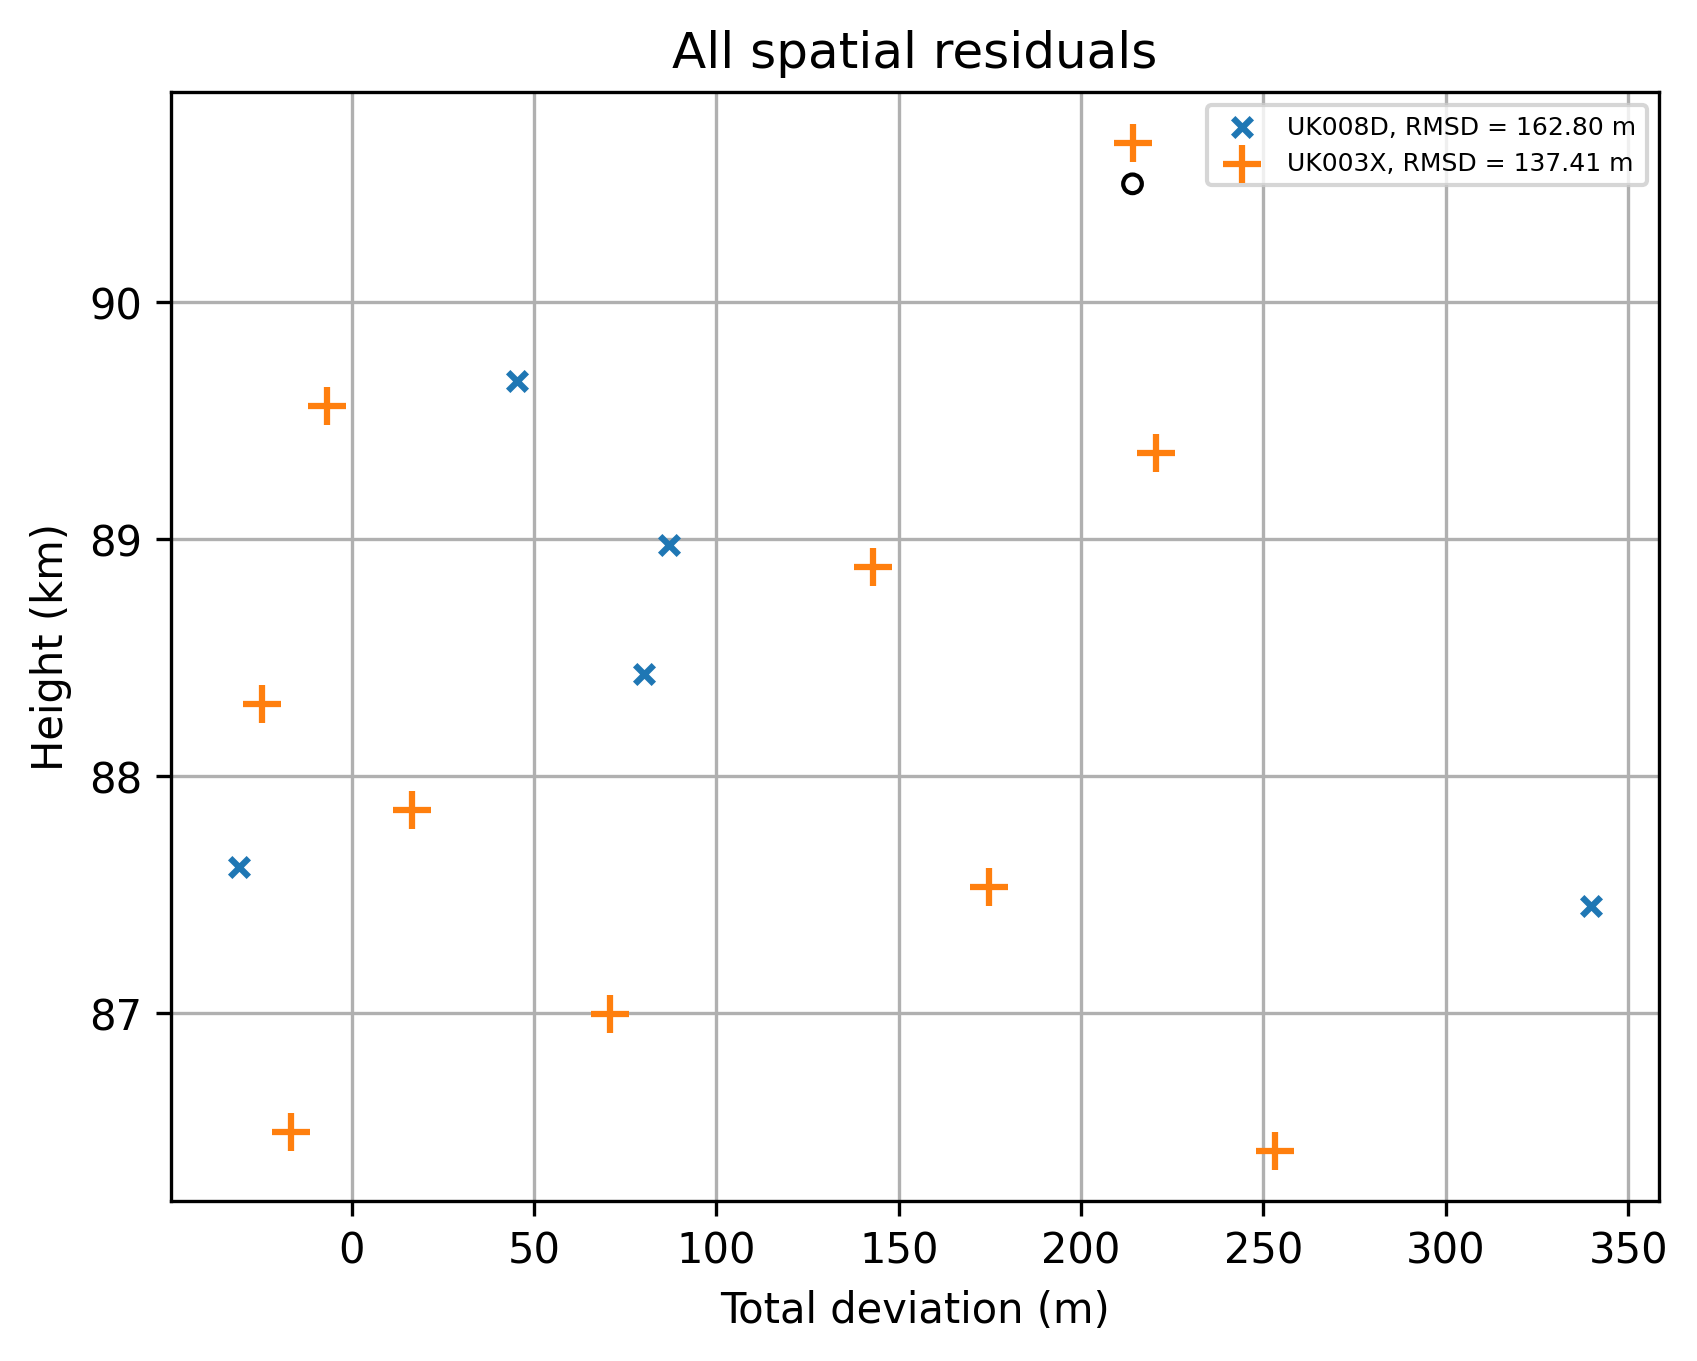 All spatial residuals
UK008D, RMSD = 162.80 m
UK003X, RMSD = 137.41 m
90
89
88
87
Height (km)
0 50 100 150 200 250 300 350
Total deviation (m)